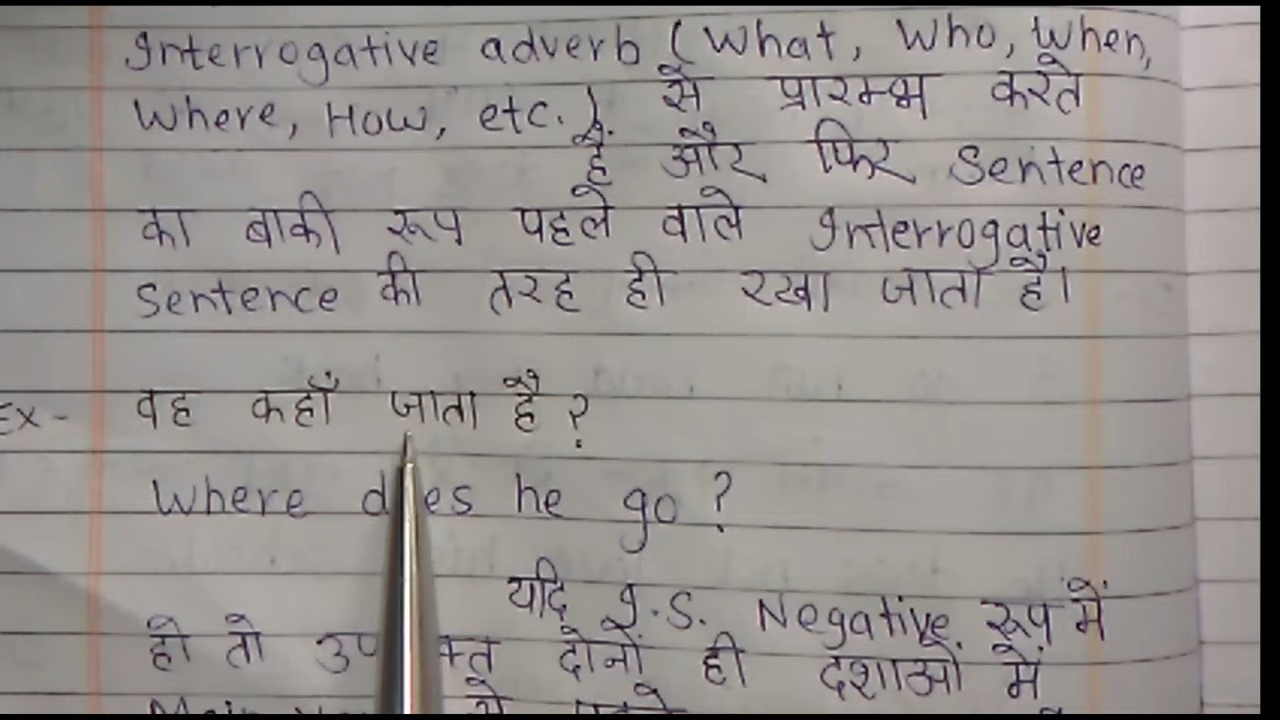 Interrogative adverb (What, Who, When,
Where, How, etc.). से प्रारम्भ करते
हैं. और फिर Sentence
का बाकी रूप पहले वाले Interrogative
Sentence की तरह ही रखा जाता है।
Ex- वह कहाँ जाता है?
Where does he go?
यदि I.S. Negative रूप में
हो तो दोनों ही दशाओं में
से पहले